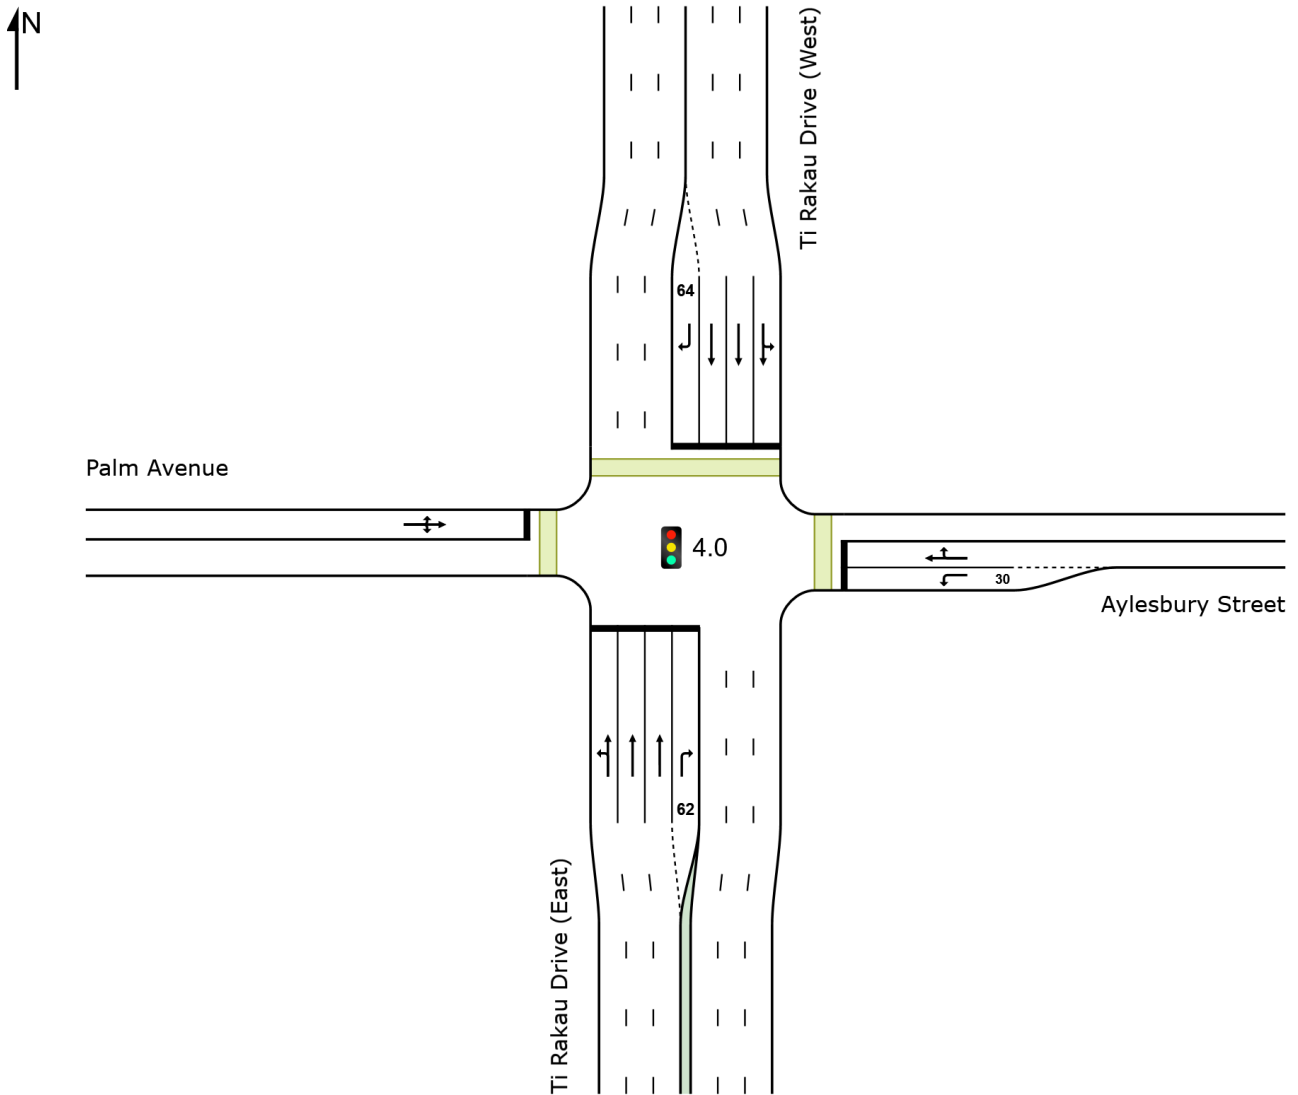 N
Ti Rakau Drive (West)
64
Palm Avenue
4.0
30
Aylesbury Street
62
Ti Rakau Drive (East)